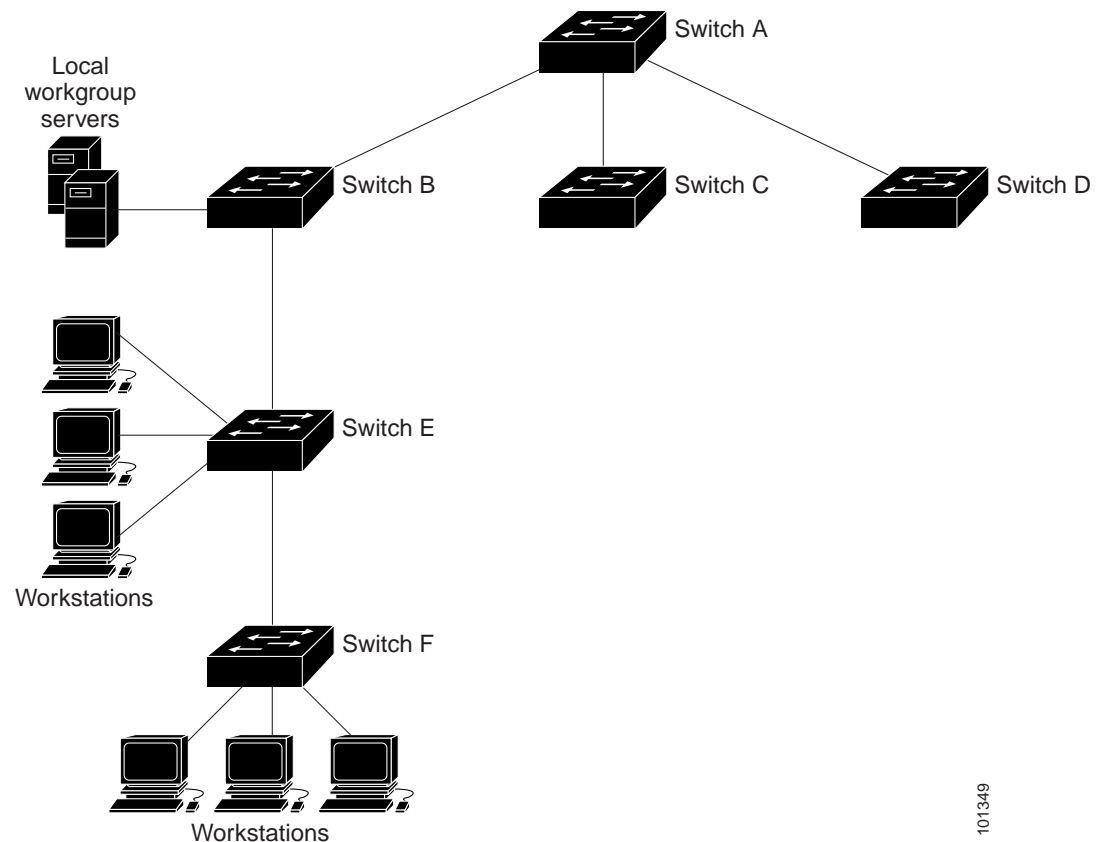 Switch A
Local
workgroup
servers
Switch B
Switch C
Switch D
Switch E
Workstations
Switch F
Workstations
101349